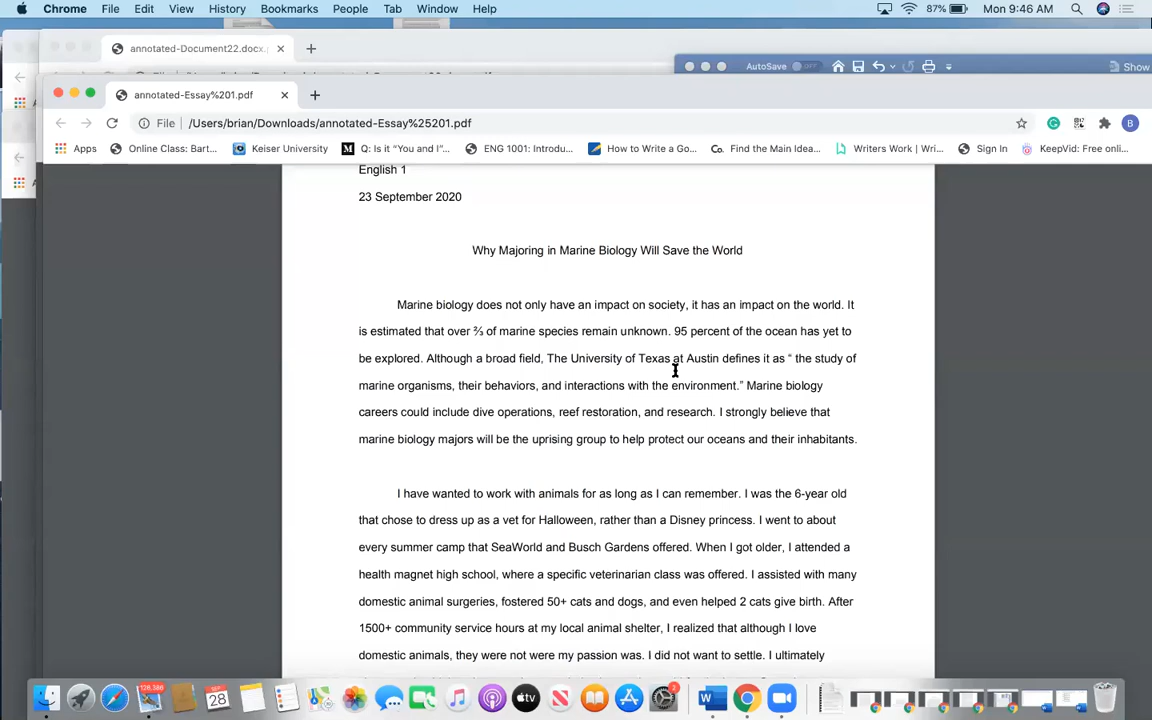 Chrome File Edit View History Bookmarks People Tab Window Help 87% Mon 9:46 AM
annotated-Document22.docx.
AutoSave OFF Show
annotated-Essay%201.pdf
File /Users/brian/Downloads/annotated-Essay%25201.pdf B
Apps Online Class: Bart... Keiser University Q: Is it “You and I”... ENG 1001: Introdu... How to Write a Go... Co. Find the Main Idea... Writers Work | Wri... Sign In KeepVid: Free onli...
English 1
23 September 2020
Why Majoring in Marine Biology Will Save the World
Marine biology does not only have an impact on society, it has an impact on the world. It
is estimated that over ⅔ of marine species remain unknown. 95 percent of the ocean has yet to
be explored. Although a broad field, The University of Texas at Austin defines it as “ the study of
marine organisms, their behaviors, and interactions with the environment.” Marine biology
careers could include dive operations, reef restoration, and research. I strongly believe that
marine biology majors will be the uprising group to help protect our oceans and their inhabitants.
I have wanted to work with animals for as long as I can remember. I was the 6-year old
that chose to dress up as a vet for Halloween, rather than a Disney princess. I went to about
every summer camp that SeaWorld and Busch Gardens offered. When I got older, I attended a
health magnet high school, where a specific veterinarian class was offered. I assisted with many
domestic animal surgeries, fostered 50+ cats and dogs, and even helped 2 cats give birth. After
1500+ community service hours at my local animal shelter, I realized that although I love
domestic animals, they were not were my passion was. I did not want to settle. I ultimately
SEP 28 tv 2 W